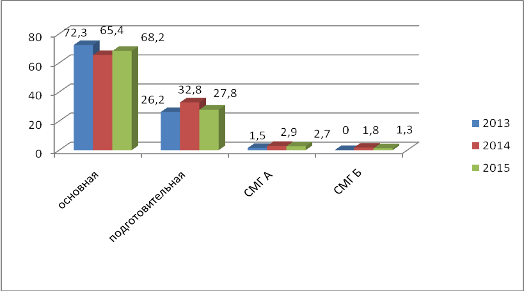 72,3 65,4 68,2
26,2 32,8 27,8
1,5 2,9 2,7
0 1,8 1,3
80
60
40
20
0
основная
подготовительная
СМГ А
СМГ Б
2013
2014
2015